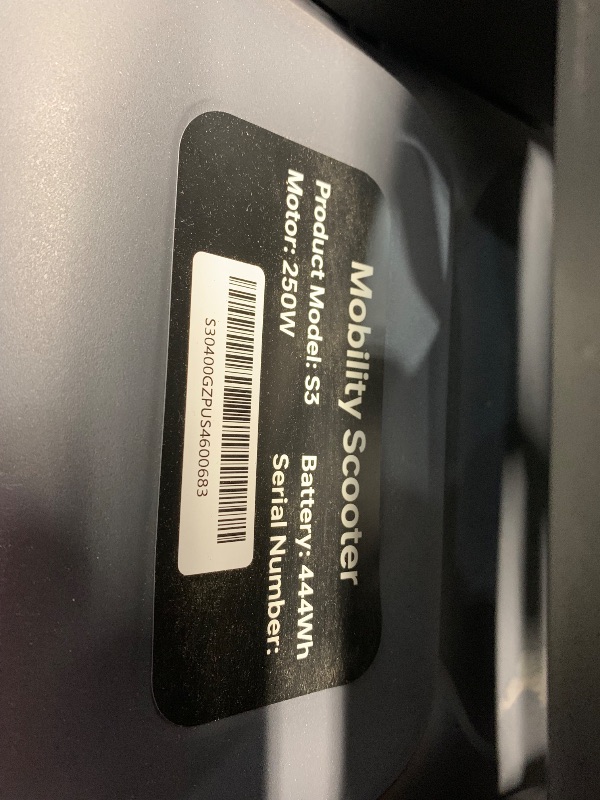 Mobility Scooter
Product Model: S3 Battery: 444Wh
Motor: 250W Serial Number:
S30400GZPUS4600683